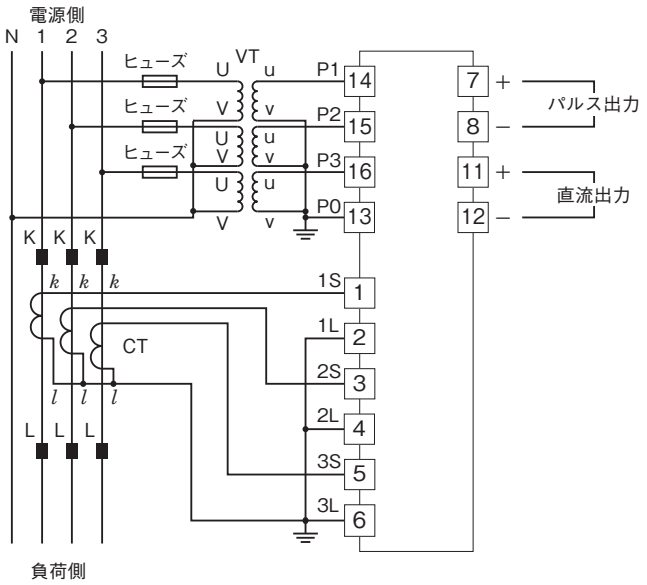 電源側
N 1 2 3
ヒューズ VT
U u P1 14 7 +
パルス出力
V v P2 15 8 −
ヒューズ
U u
V v P3 16 11 +
ヒューズ
直流出力
U u P0 13 12 −
V v
K K K
k k k 1S 1
1L 2
CT
2S 3
l l l
2L 4
L L L
3S 5
3L 6
負荷側